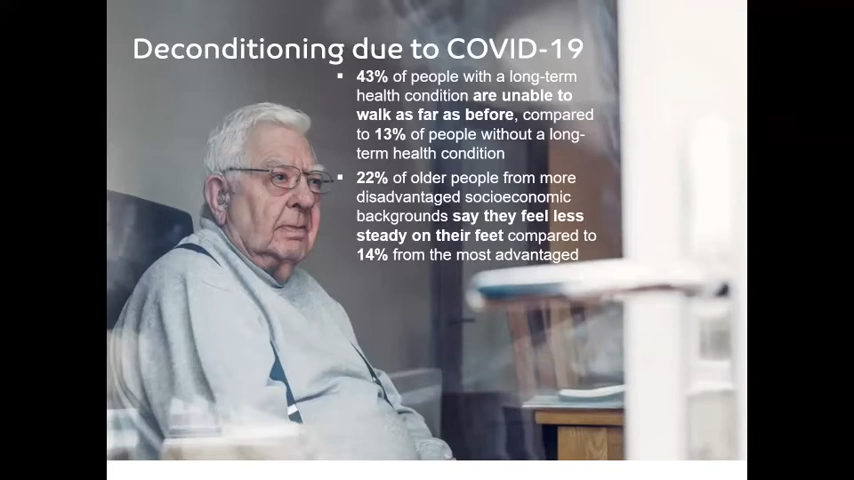 Deconditioning due to COVID-19
▪ 43% of people with a long-term
health condition are unable to
walk as far as before, compared
to 13% of people without a long-
term health condition
▪ 22% of older people from more
disadvantaged socioeconomic
backgrounds say they feel less
steady on their feet compared to
14% from the most advantaged